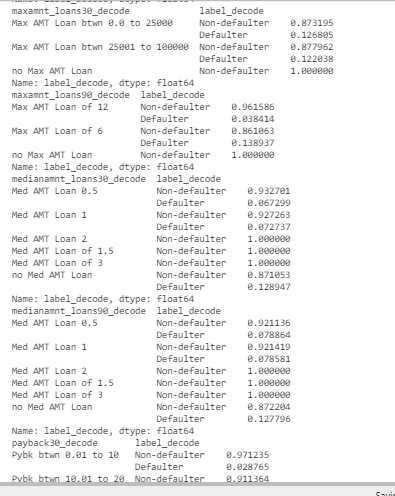 maxamnt_loans30_decode label_decode
Max AMT Loan btwn 0.0 to 25000 Non-defaulter 0.873195
Defaulter 0.126805
Max AMT Loan btwn 25001 to 100000 Non-defaulter 0.877962
Defaulter 0.122038
no Max AMT Loan Non-defaulter 1.000000
Name: label_decode, dtype: float64
maxamnt_loans90_decode label_decode
Max AMT Loan of 12 Non-defaulter 0.961586
Defaulter 0.038414
Max AMT Loan of 6 Non-defaulter 0.861063
Defaulter 0.138937
no Max AMT Loan Non-defaulter 1.000000
Name: label_decode, dtype: float64
medianamnt_loans30_decode label_decode
Med AMT Loan 0.5 Non-defaulter 0.932701
Defaulter 0.067299
Med AMT Loan 1 Non-defaulter 0.927263
Defaulter 0.072737
Med AMT Loan 2 Non-defaulter 1.000000
Med AMT Loan of 1.5 Non-defaulter 1.000000
Med AMT Loan of 3 Non-defaulter 1.000000
no Med AMT Loan Non-defaulter 0.871053
Defaulter 0.128947
Name: label_decode, dtype: float64
medianamnt_loans90_decode label_decode
Med AMT Loan 0.5 Non-defaulter 0.921136
Defaulter 0.078864
Med AMT Loan 1 Non-defaulter 0.921419
Defaulter 0.078581
Med AMT Loan 2 Non-defaulter 1.000000
Med AMT Loan of 1.5 Non-defaulter 1.000000
Med AMT Loan of 3 Non-defaulter 1.000000
no Med AMT Loan Non-defaulter 0.872204
Defaulter 0.127796
Name: label_decode, dtype: float64
payback30_decode label_decode
Pybk btwn 0.01 to 10 Non-defaulter 0.971235
Defaulter 0.028765
Pybk btwn 10.01 to 20 Non-defaulter 0.911364